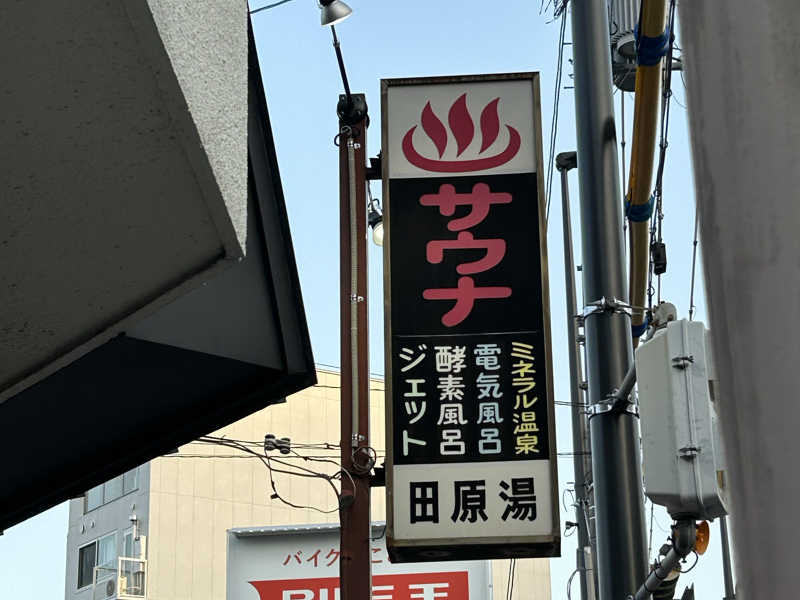 サウナ
ミネラル温泉
電気風呂
酵素風呂
ジェット
田原湯
バイク